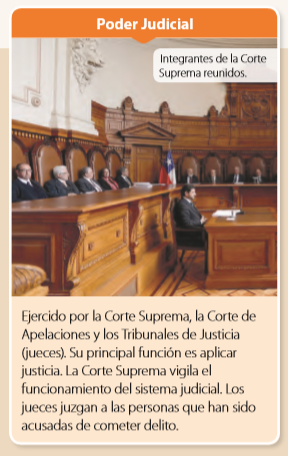 Poder Judicial
Integrantes de la Corte
Suprema reunidos.
Ejercido por la Corte Suprema, la Corte de
Apelaciones y los Tribunales de Justicia
(jueces). Su principal función es aplicar
justicia. La Corte Suprema vigila el
funcionamiento del sistema judicial. Los
jueces juzgan a las personas que han sido
acusadas de cometer delito.